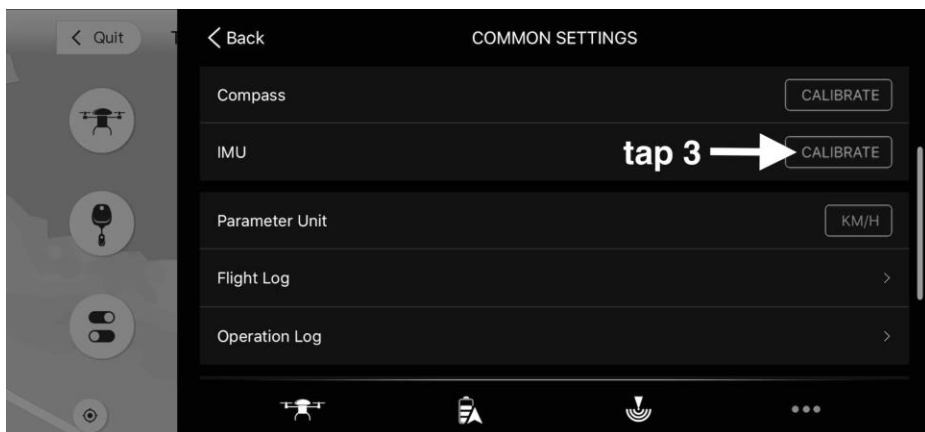 Quit
Back
COMMON SETTINGS
Compass
CALIBRATE
IMU
tap 3
CALIBRATE
Parameter Unit
KM/H
Flight Log
Operation Log